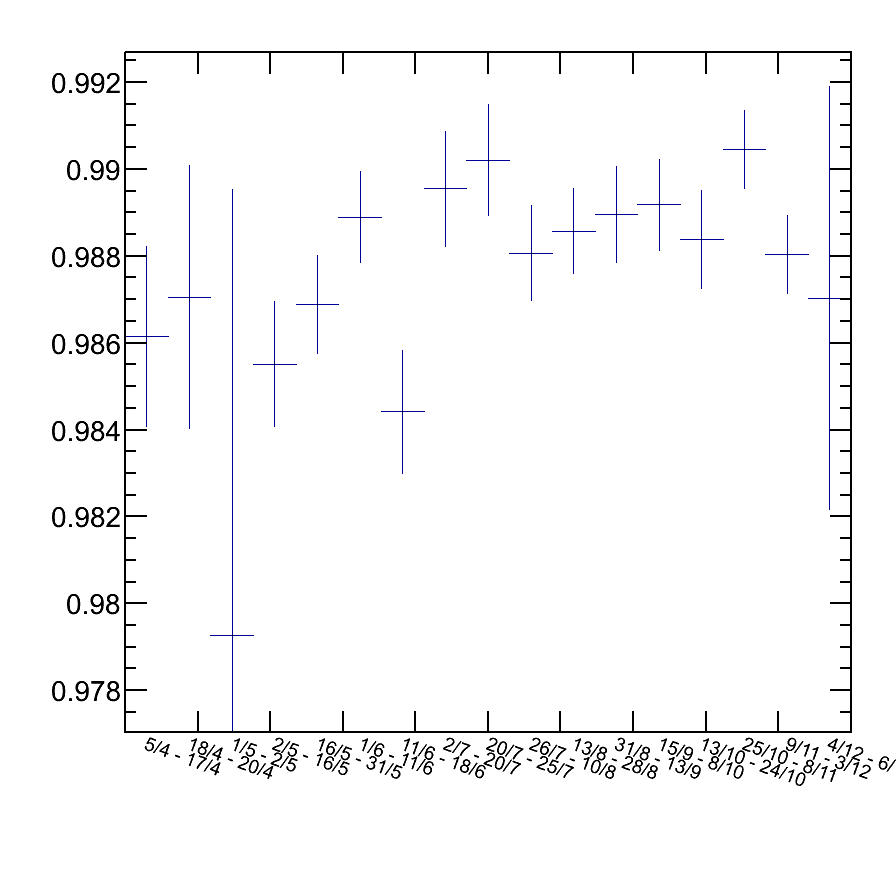 0.992
0.99
0.988
0.986
0.984
0.982
0.98
0.978
5/4 - 17/4
18/4 - 20/4
1/5 - 2/5
2/5 - 16/5
16/5 - 31/5
1/6 - 11/6
11/6 - 18/6
2/7 - 20/7
20/7 - 25/7
26/7 - 10/8
13/8 - 28/8
31/8 - 13/9
15/9 - 8/10
13/10 - 24/10
25/10 - 8/11
9/11 - 3/12
4/12 - 6/